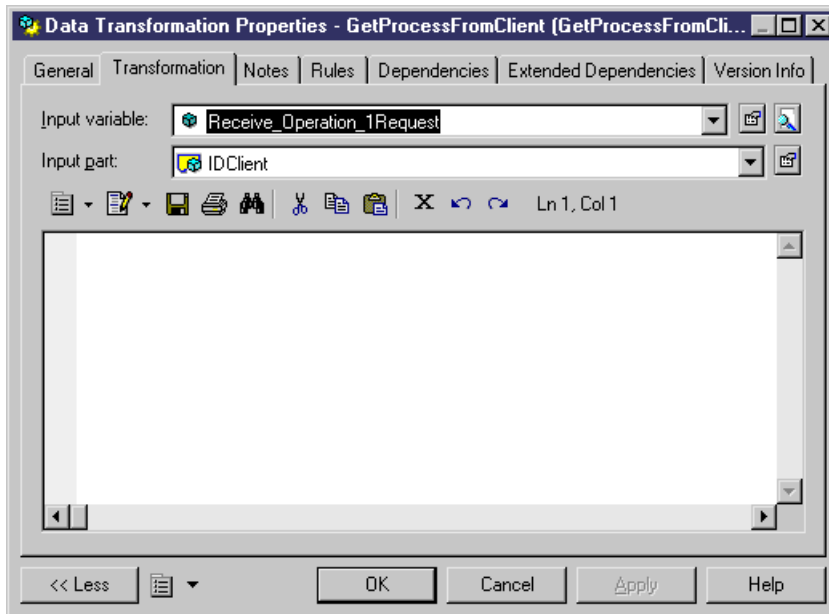 Data Transformation Properties - GetProcessFromClient (GetProcessFromCli...
General Transformation Notes Rules Dependencies Extended Dependencies Version Info
Input variable: Receive_Operation_1Request
Input part: IDClient
Ln 1, Col 1
<< Less OK Cancel Apply Help